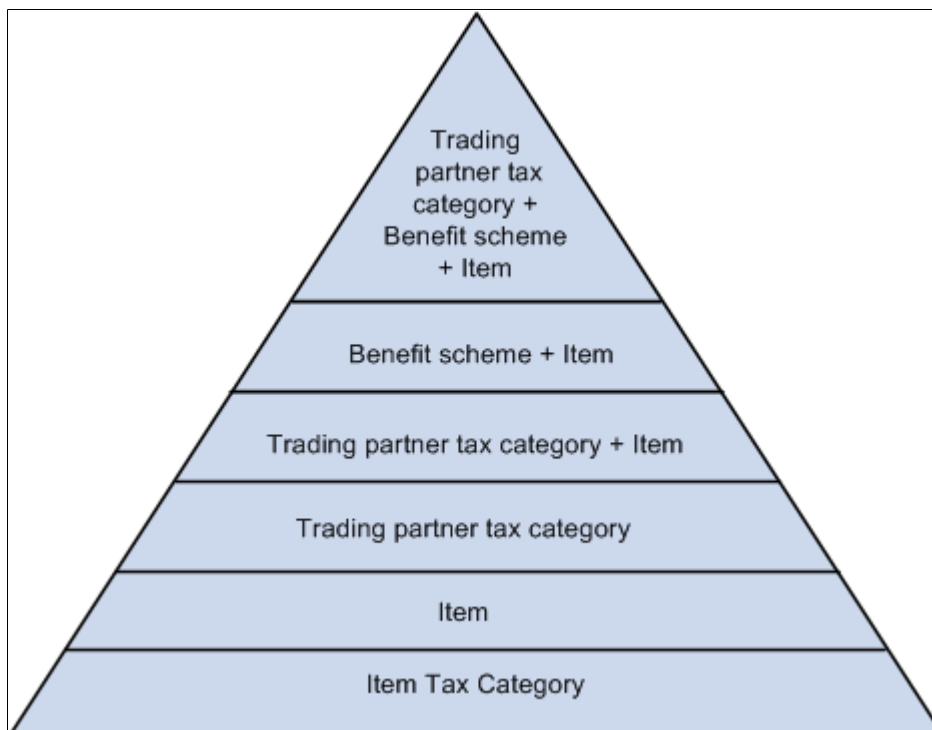 Trading
partner tax
category +
Benefit scheme
+ Item
Benefit scheme + Item
Trading partner tax category + Item
Trading partner tax category
Item
Item Tax Category